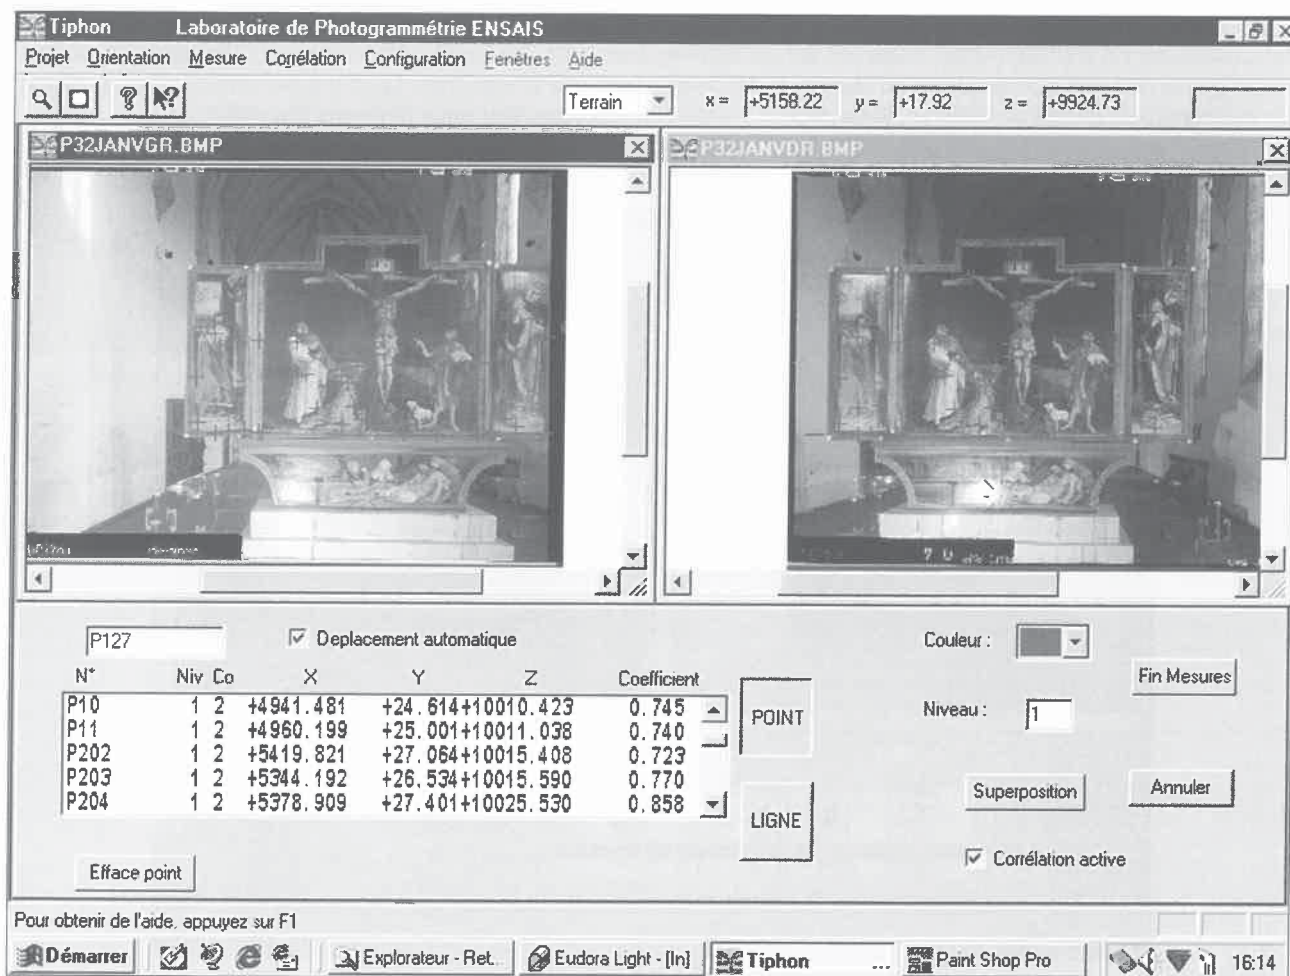 Tiphon Laboratoire de Photogrammétrie ENSAIS
Projet Orientation Mesure Corrélation Configuration Fenêtres Aide
Terrain x = +5158.22 y = +17.92 z = +9924.73
P32JANVGR.BMP
P32JANVDR.BMP
P127
Deplacement automatique
Couleur :
Fin Mesures
N° Niv Co X Y Z Coefficient
P10 1 2 +4941.481 +24.614+10010.423 0.745
P11 1 2 +4960.199 +25.001+10011.038 0.740
P202 1 2 +5419.821 +27.064+10015.408 0.723
P203 1 2 +5344.192 +26.534+10015.590 0.770
P204 1 2 +5378.909 +27.401+10025.530 0.858
POINT
Niveau : 1
LIGNE
Superposition
Annuler
Corrélation active
Efface point
Pour obtenir de l'aide, appuyez sur F1
Démarrer Explorateur - Ret... Eudora Light - [In] Tiphon ... Paint Shop Pro 16:14